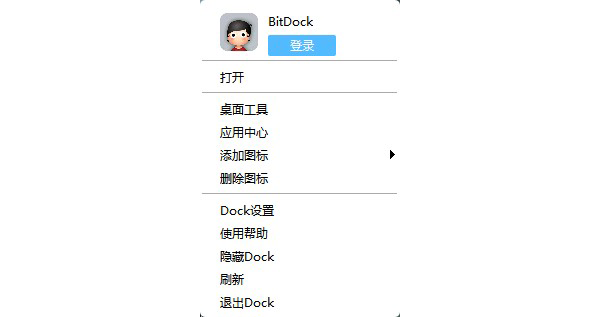 BitDock
登录
打开
桌面工具
应用中心
添加图标
删除图标
Dock设置
使用帮助
隐藏Dock
刷新
退出Dock